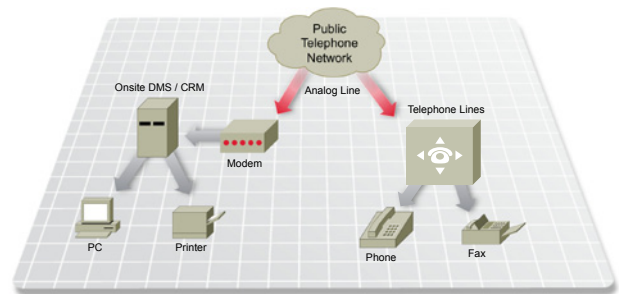 Public
Telephone
Network
Onsite DMS / CRM
Analog Line
Telephone Lines
Modem
PC
Printer
Phone
Fax